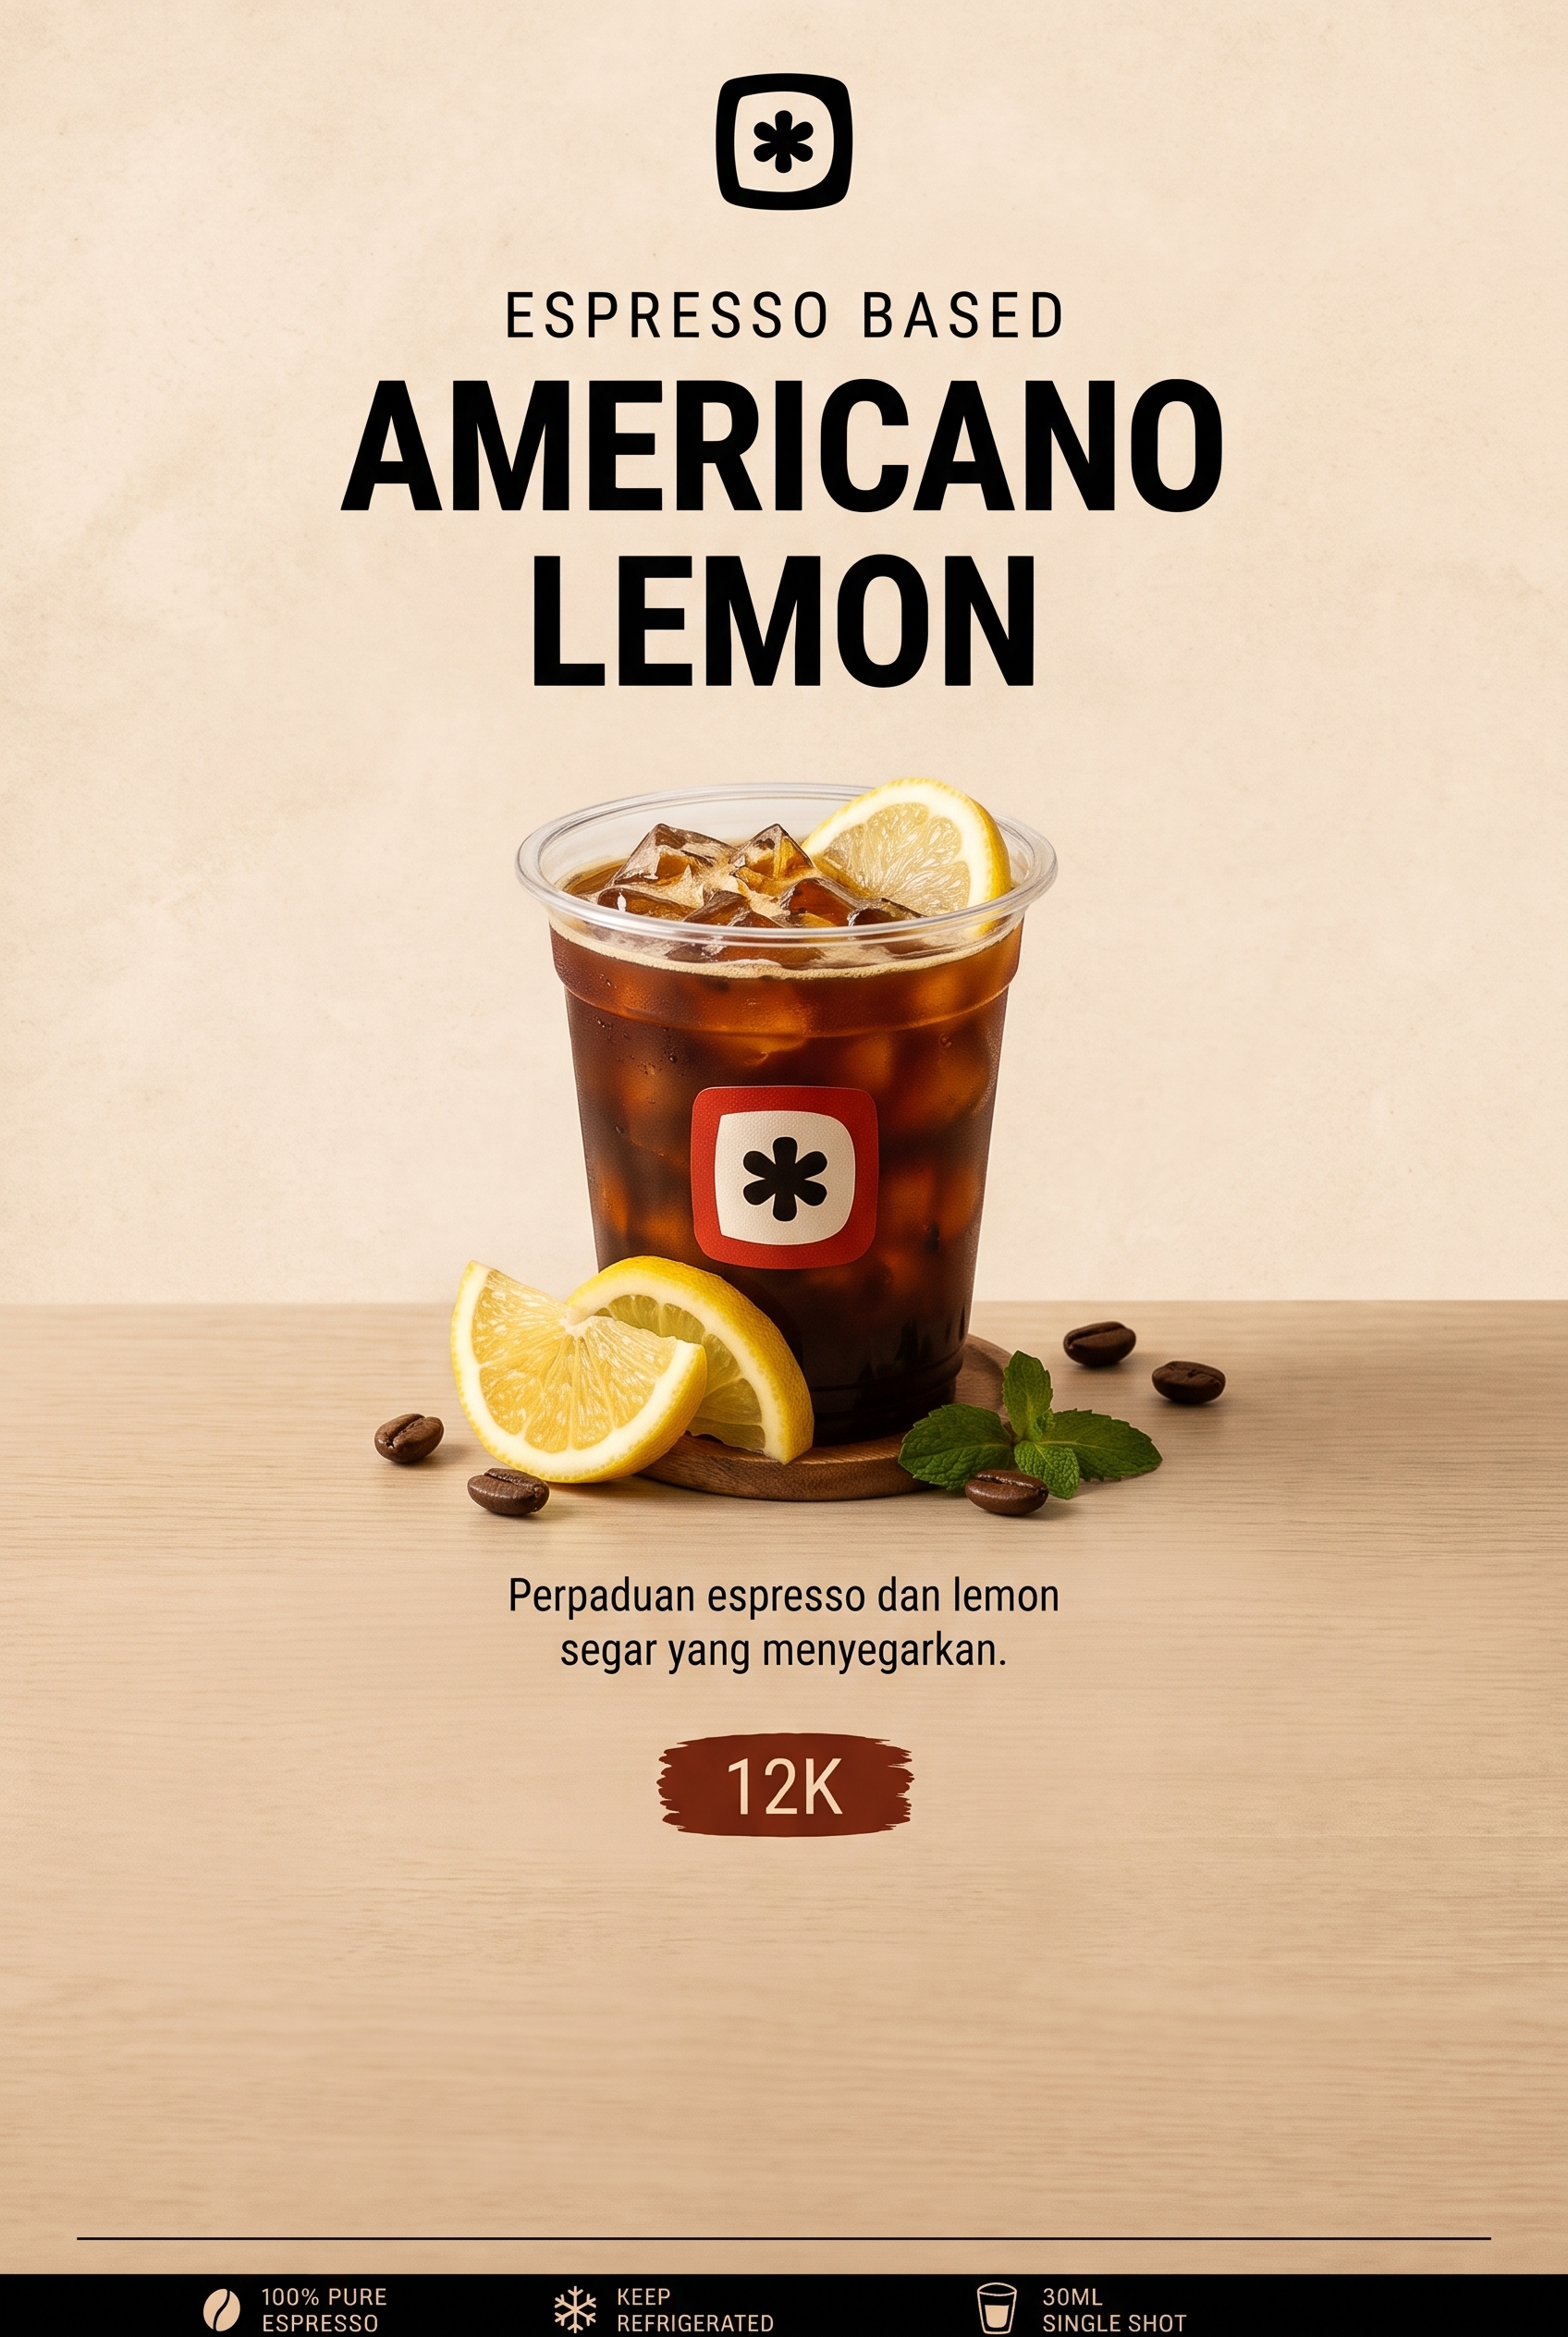 ESPRESSO BASED
AMERICANO
LEMON
Perpaduan espresso dan lemon
segar yang menyegarkan.
12K
100% PURE
ESPRESSO
KEEP
REFRIGERATED
30ML
SINGLE SHOT